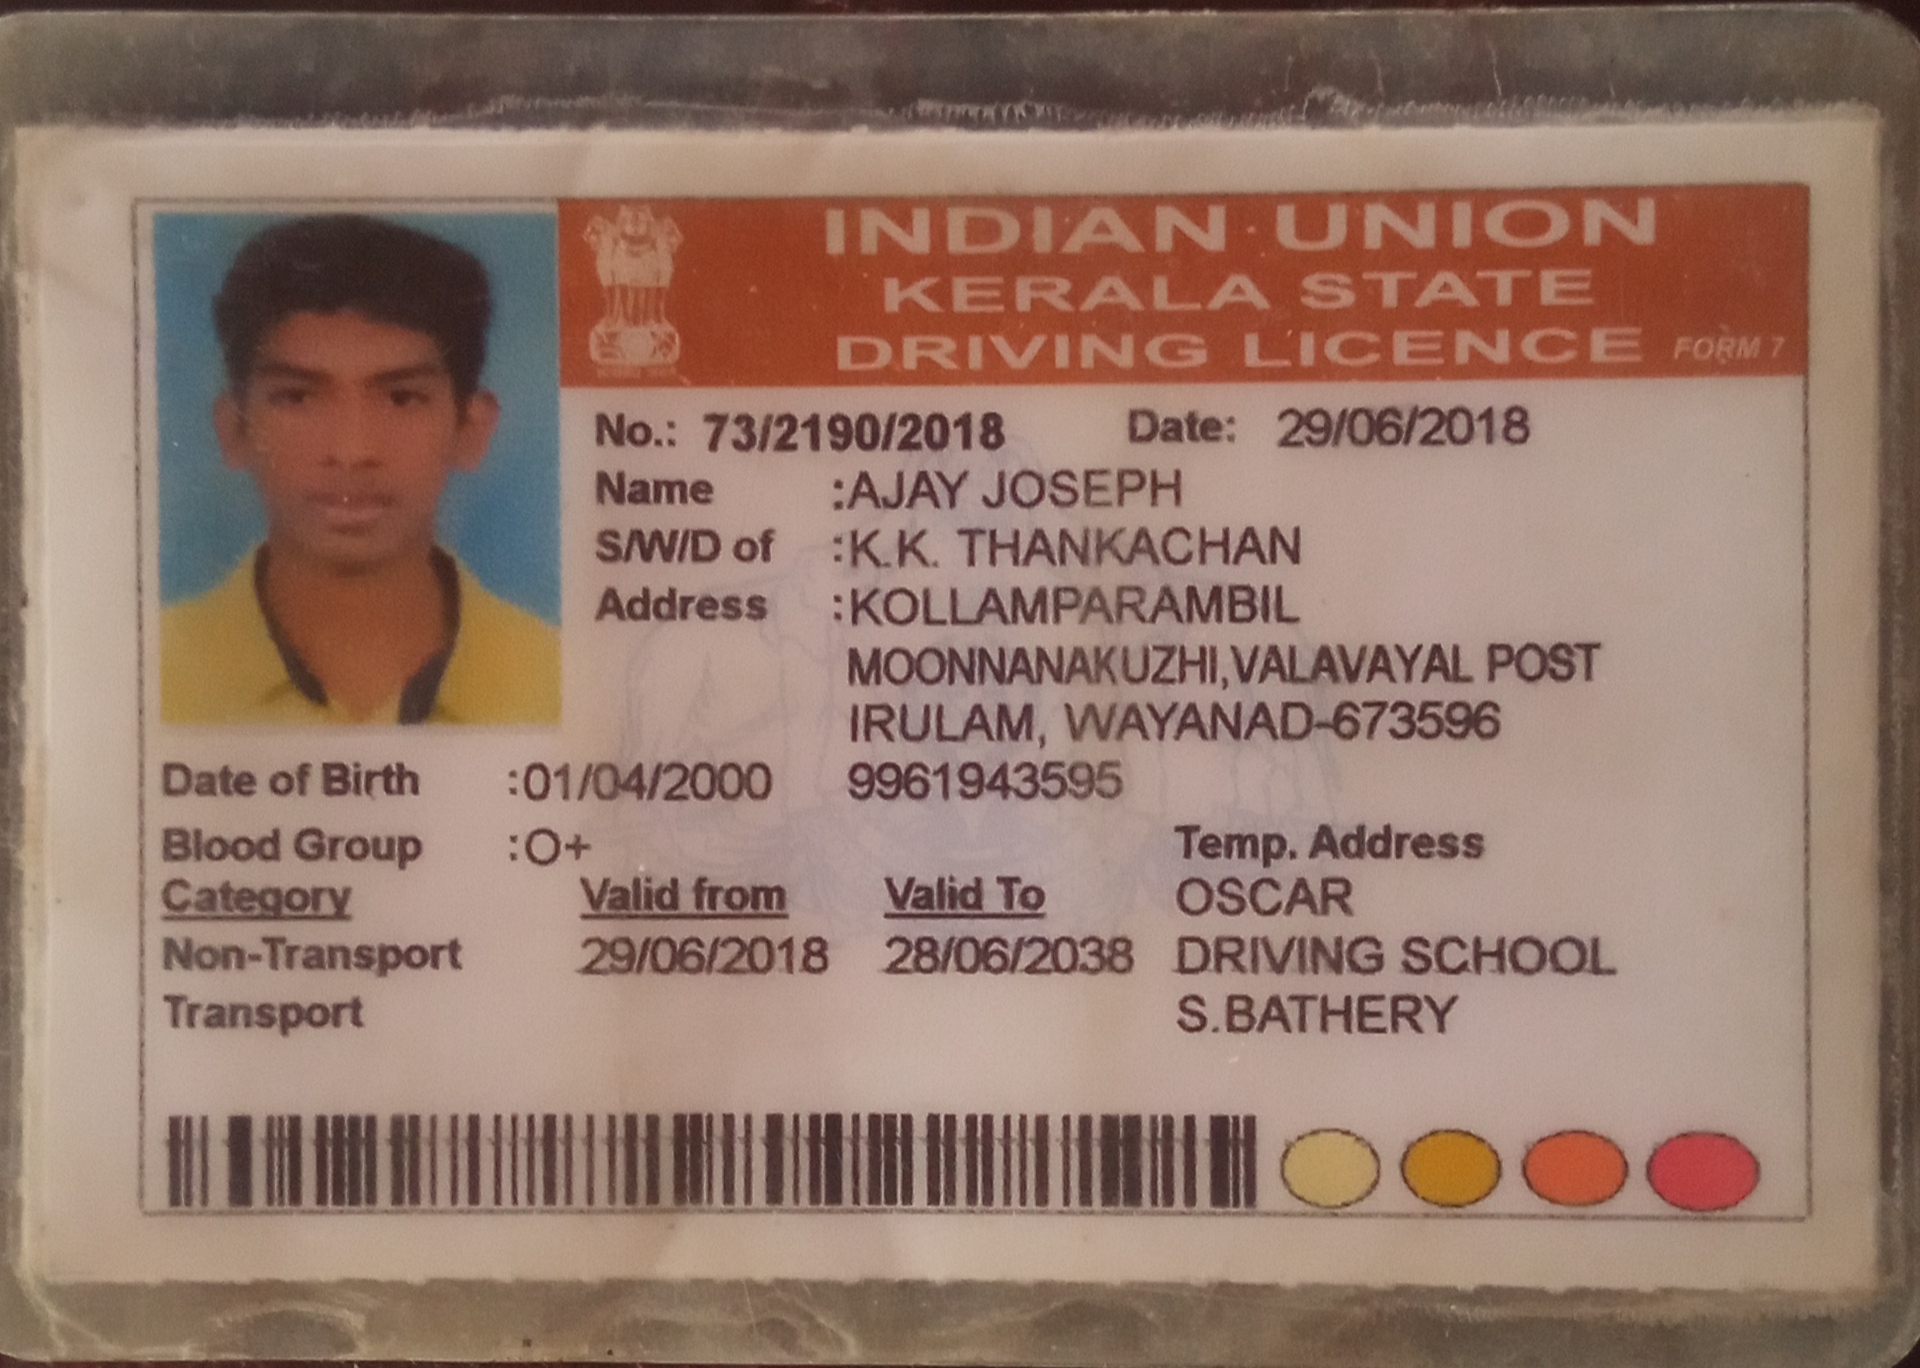 INDIAN UNION
KERALA STATE
DRIVING LICENCE FORM 7
No.: 73/2190/2018 Date: 29/06/2018
Name :AJAY JOSEPH
S/W/D of :K.K. THANKACHAN
Address :KOLLAMPARAMBIL
MOONNANAKUZHI,VALAVAYAL POST
IRULAM, WAYANAD-673596
Date of Birth :01/04/2000 9961943595
Blood Group :O+ Temp. Address
Category Valid from Valid To OSCAR
Non-Transport 29/06/2018 28/06/2038 DRIVING SCHOOL
Transport S.BATHERY